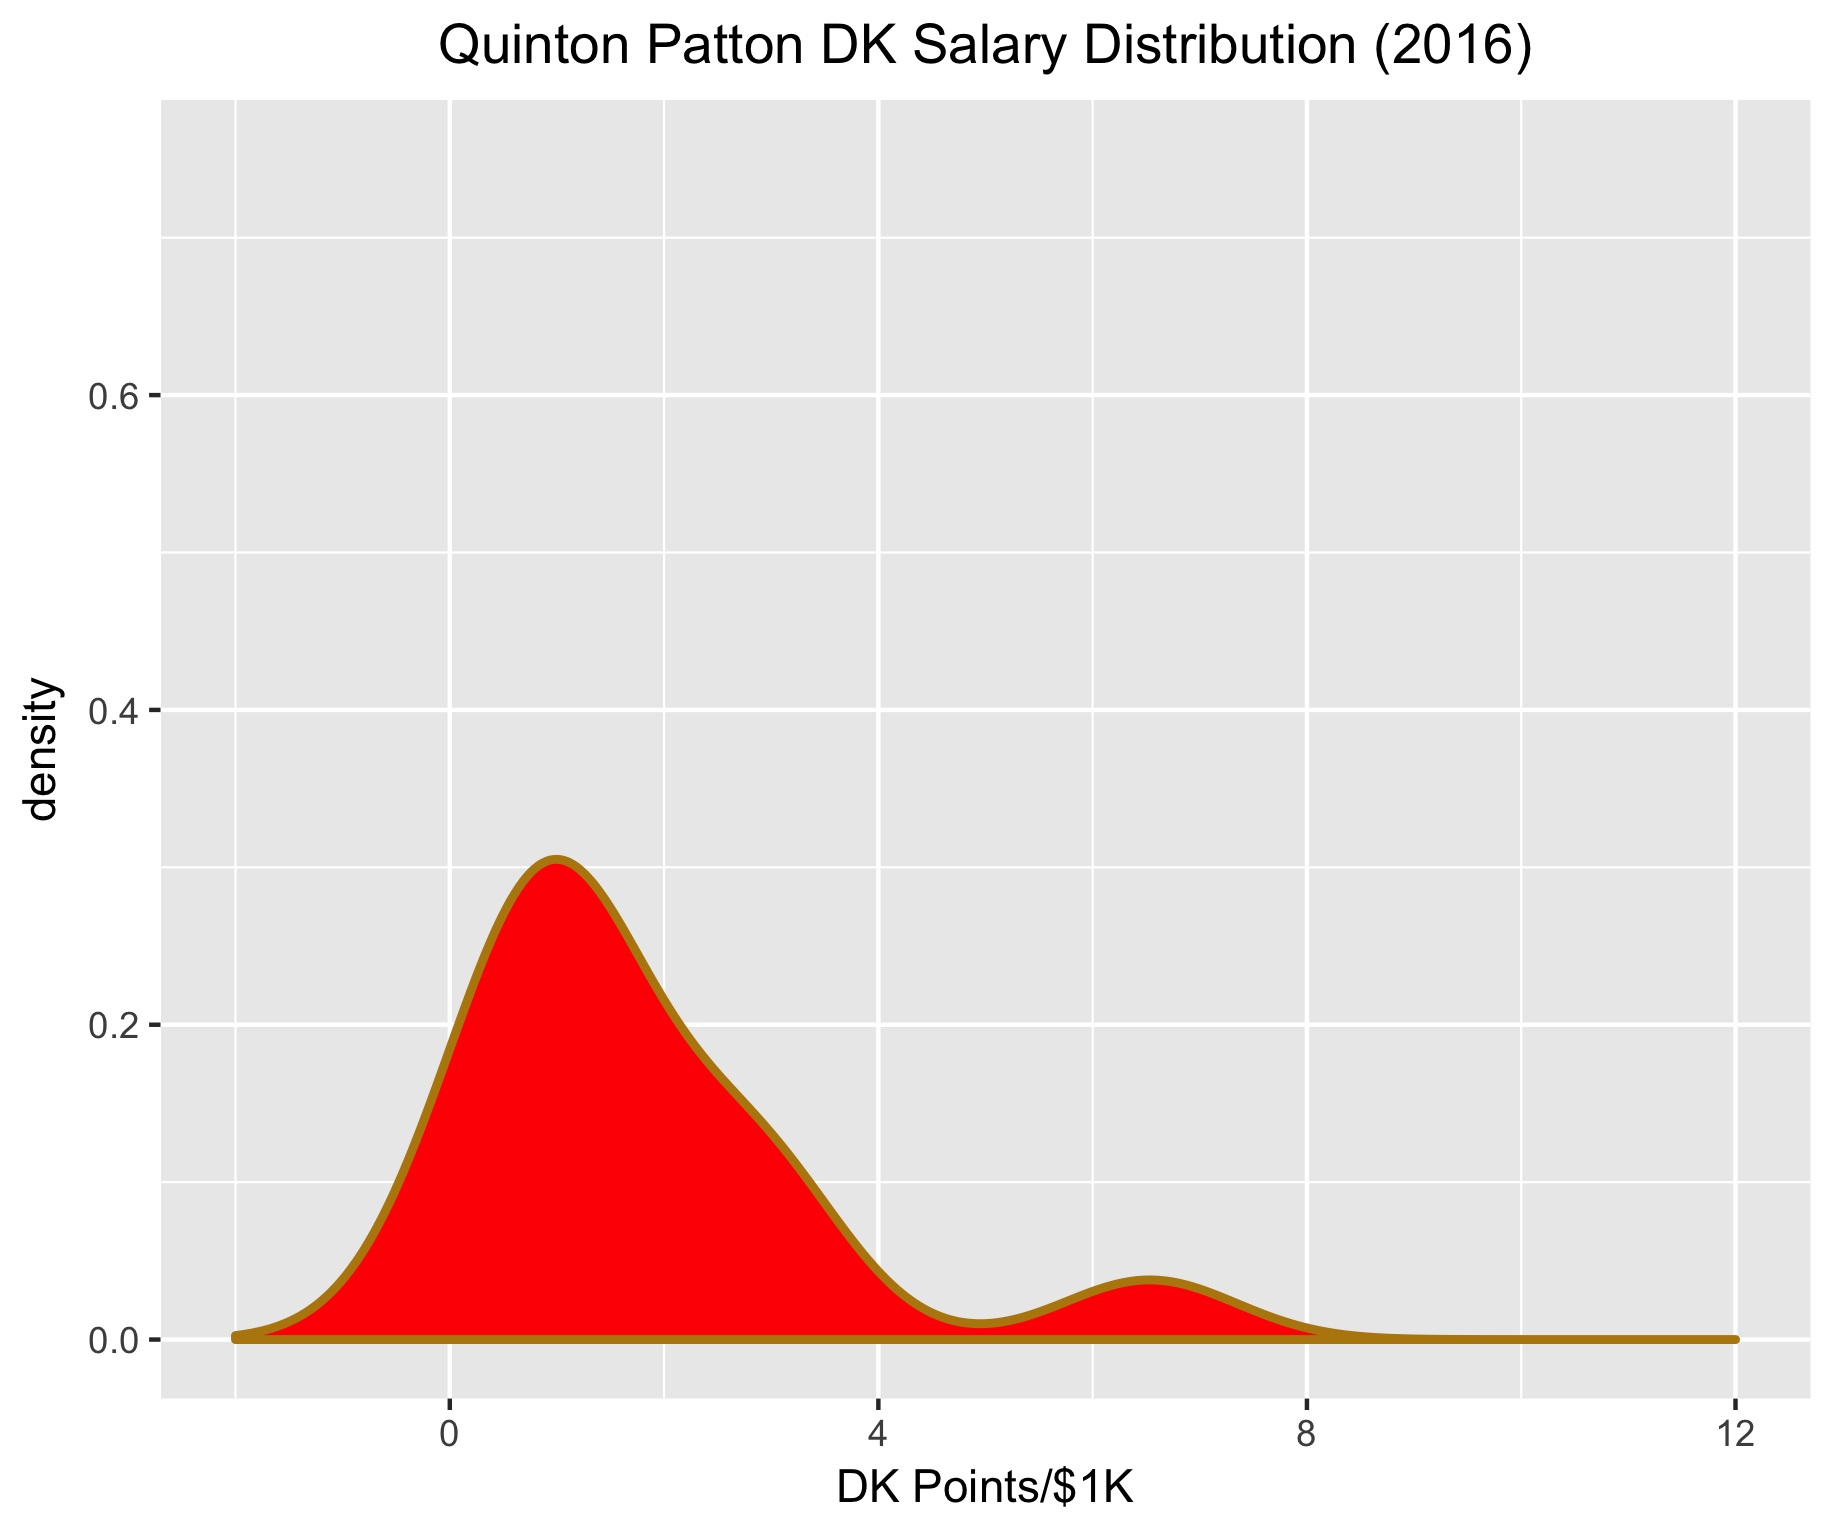 Quinton Patton DK Salary Distribution (2016)
density
0.6
0.4
0.2
0.0
0 4 8 12
DK Points/$1K